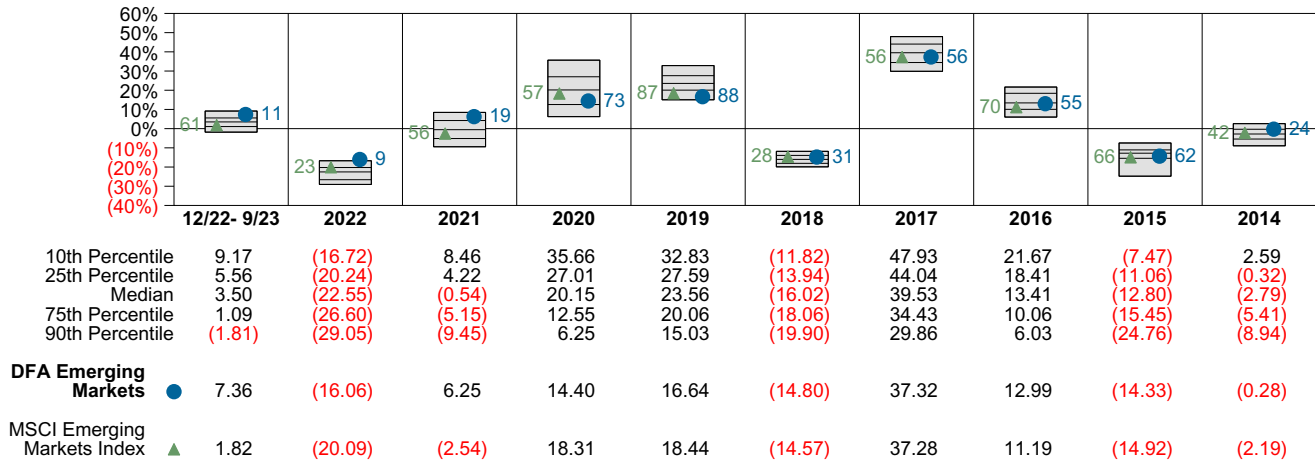 60%
50%
40%
30%
20%
10%
0%
(10%)
(20%)
(30%)
(40%)
61 11
23 9
56 19
57 73
87 88
28 31
56 56
70 55
66 62
42 24
12/22- 9/23 2022 2021 2020 2019 2018 2017 2016 2015 2014
10th Percentile 9.17 (16.72) 8.46 35.66 32.83 (11.82) 47.93 21.67 (7.47) 2.59
25th Percentile 5.56 (20.24) 4.22 27.01 27.59 (13.94) 44.04 18.41 (11.06) (0.32)
Median 3.50 (22.55) (0.54) 20.15 23.56 (16.02) 39.53 13.41 (12.80) (2.79)
75th Percentile 1.09 (26.60) (5.15) 12.55 20.06 (18.06) 34.43 10.06 (15.45) (5.41)
90th Percentile (1.81) (29.05) (9.45) 6.25 15.03 (19.90) 29.86 6.03 (24.76) (8.94)
DFA Emerging
Markets 7.36 (16.06) 6.25 14.40 16.64 (14.80) 37.32 12.99 (14.33) (0.28)
MSCI Emerging
Markets Index 1.82 (20.09) (2.54) 18.31 18.44 (14.57) 37.28 11.19 (14.92) (2.19)